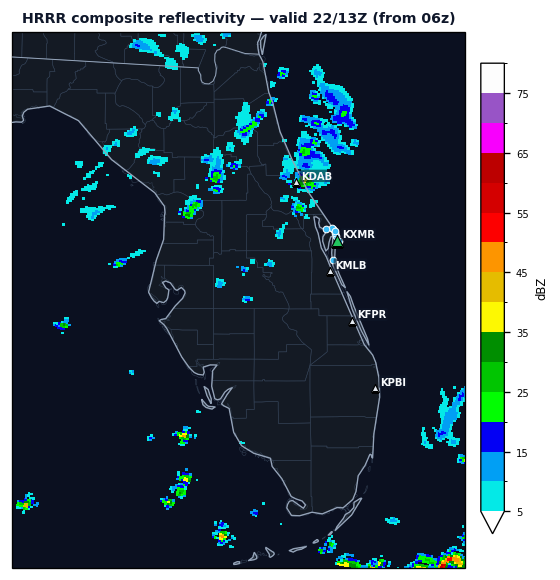 HRRR composite reflectivity — valid 22/13Z (from 06z)
KDAB
KXMR
KMLB
KFPR
KPBI
75
65
55
45
35
25
15
5
dBZ